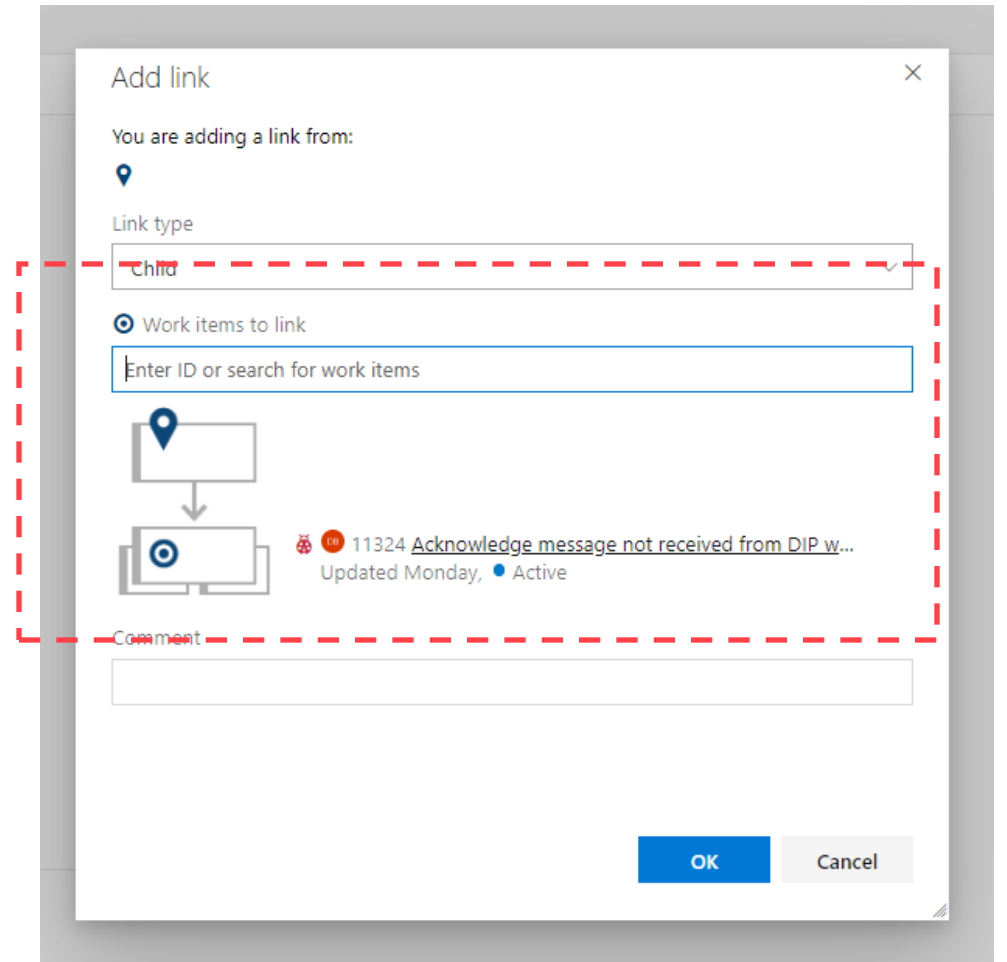 Add link
You are adding a link from:
Link type
Child
Work items to link
Enter ID or search for work items
DB 11324 Acknowledge message not received from DIP w...
Updated Monday, Active
Comment
OK Cancel